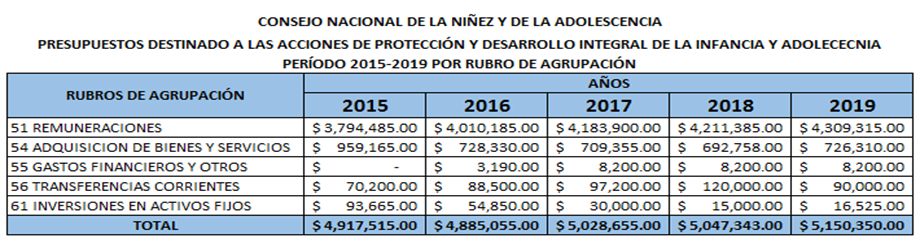 CONSEJO NACIONAL DE LA NIÑEZ Y DE LA ADOLESCENCIA
PRESUPUESTOS DESTINADO A LAS ACCIONES DE PROTECCIÓN Y DESARROLLO INTEGRAL DE LA INFANCIA Y ADOLECECNIA
PERÍODO 2015-2019 POR RUBRO DE AGRUPACIÓN
RUBROS DE AGRUPACIÓN AÑOS
2015 2016 2017 2018 2019
51 REMUNERACIONES $ 3,794,485.00 $ 4,010,185.00 $ 4,183,900.00 $ 4,211,385.00 $ 4,309,315.00
54 ADQUISICION DE BIENES Y SERVICIOS $ 959,165.00 $ 728,330.00 $ 709,355.00 $ 692,758.00 $ 726,310.00
55 GASTOS FINANCIEROS Y OTROS $ - $ 3,190.00 $ 8,200.00 $ 8,200.00 $ 8,200.00
56 TRANSFERENCIAS CORRIENTES $ 70,200.00 $ 88,500.00 $ 97,200.00 $ 120,000.00 $ 90,000.00
61 INVERSIONES EN ACTIVOS FIJOS $ 93,665.00 $ 54,850.00 $ 30,000.00 $ 15,000.00 $ 16,525.00
TOTAL $ 4,917,515.00 $ 4,885,055.00 $ 5,028,655.00 $ 5,047,343.00 $ 5,150,350.00